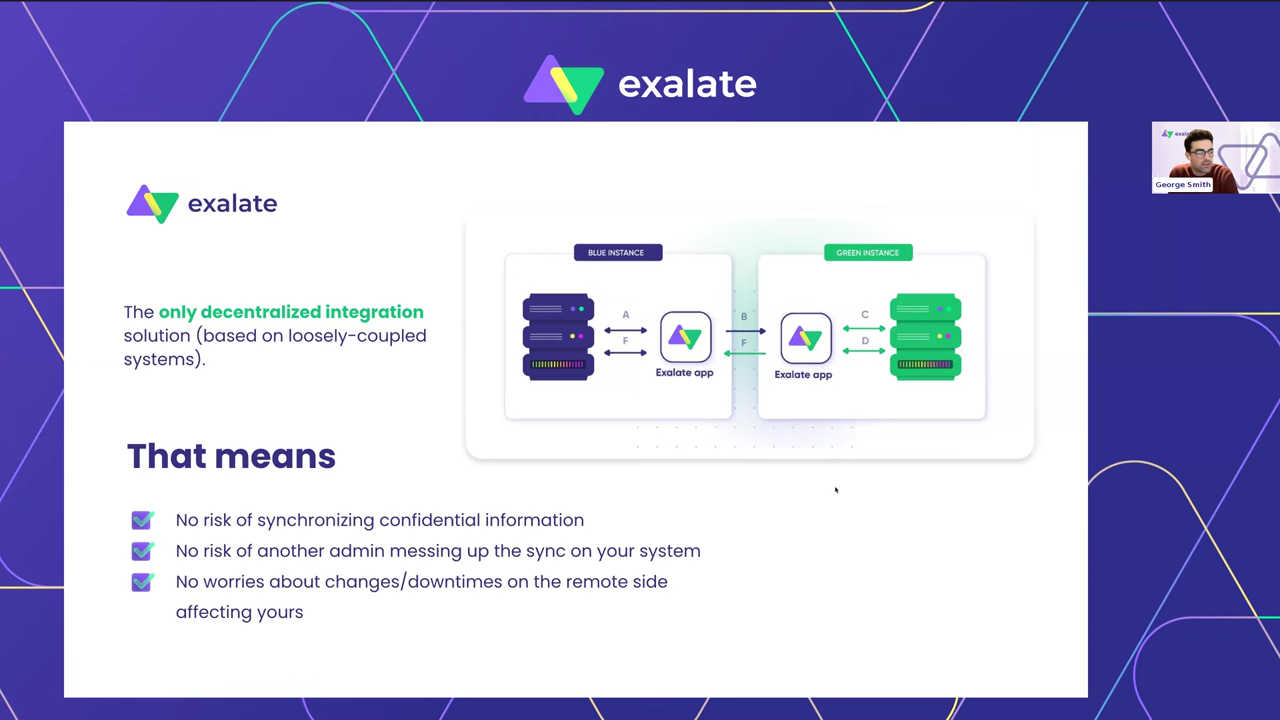 exalate
exalate
George Smith
exalate
The only decentralized integration
solution (based on loosely-coupled
systems).
BLUE INSTANCE
GREEN INSTANCE
A
F
B
F
C
D
Exalate app
Exalate app
That means
No risk of synchronizing confidential information
No risk of another admin messing up the sync on your system
No worries about changes/downtimes on the remote side
affecting yours